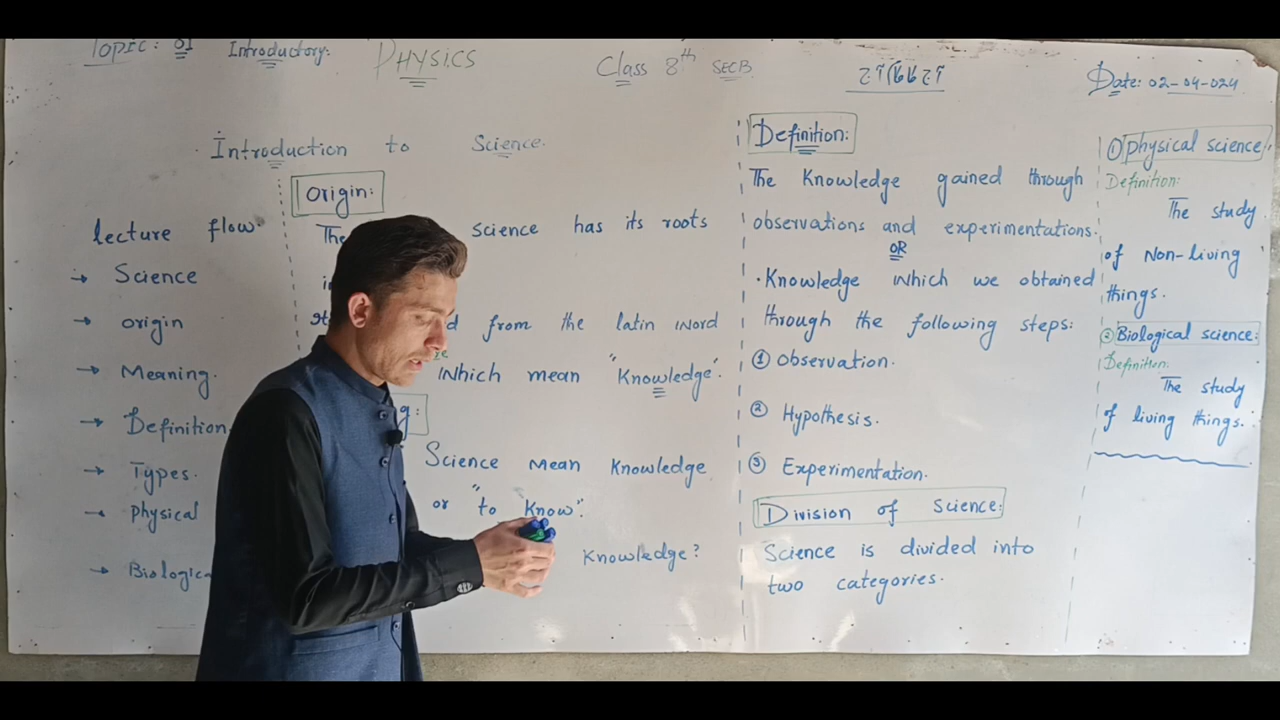 Topic: 01 Introductory: PHYSICS Class 8th SECB Date: 02-04-024
Introduction to Science.
lecture flow
→ Science
→ origin
→ Meaning.
→ Definition
→ Types.
→ Physical
→ Biologica
Origin:
The science has its roots
d from the latin word
Which mean "Knowledge".
g:
Science Mean Knowledge
or "to Know".
Knowledge?
Definition:
The Knowledge gained through
observations and experimentations.
OR
Knowledge which we obtained
through the following steps:
① Observation.
② Hypothesis.
③ Experimentation.
Division of Science:
Science is divided into
two categories.
① Physical science
Definition:
The study
of Non-living
things.
② Biological science:
Definition:
The study
of living things.